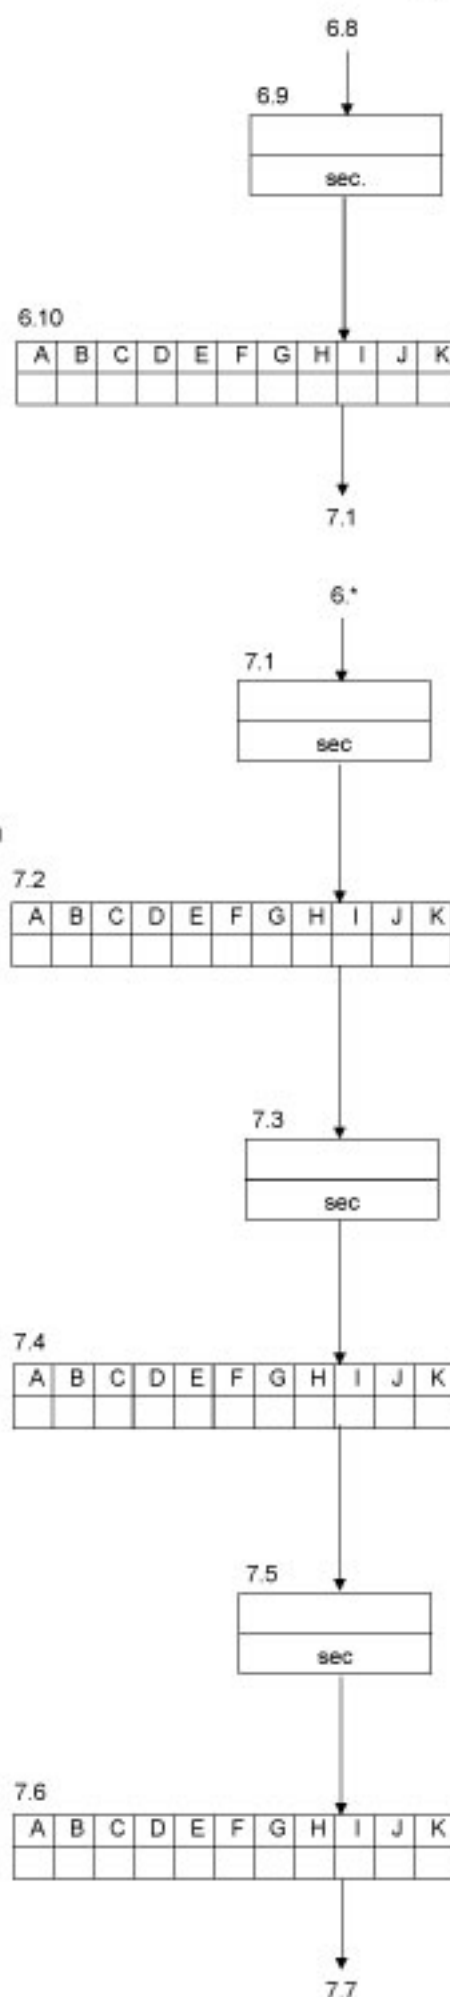 6.8
6.9
sec.
6.10
A B C D E F G H I J K
7.1
6.*
7.1
sec
7.2
A B C D E F G H I J K
7.3
sec
7.4
A B C D E F G H I J K
7.5
sec
7.6
A B C D E F G H I J K
7.7